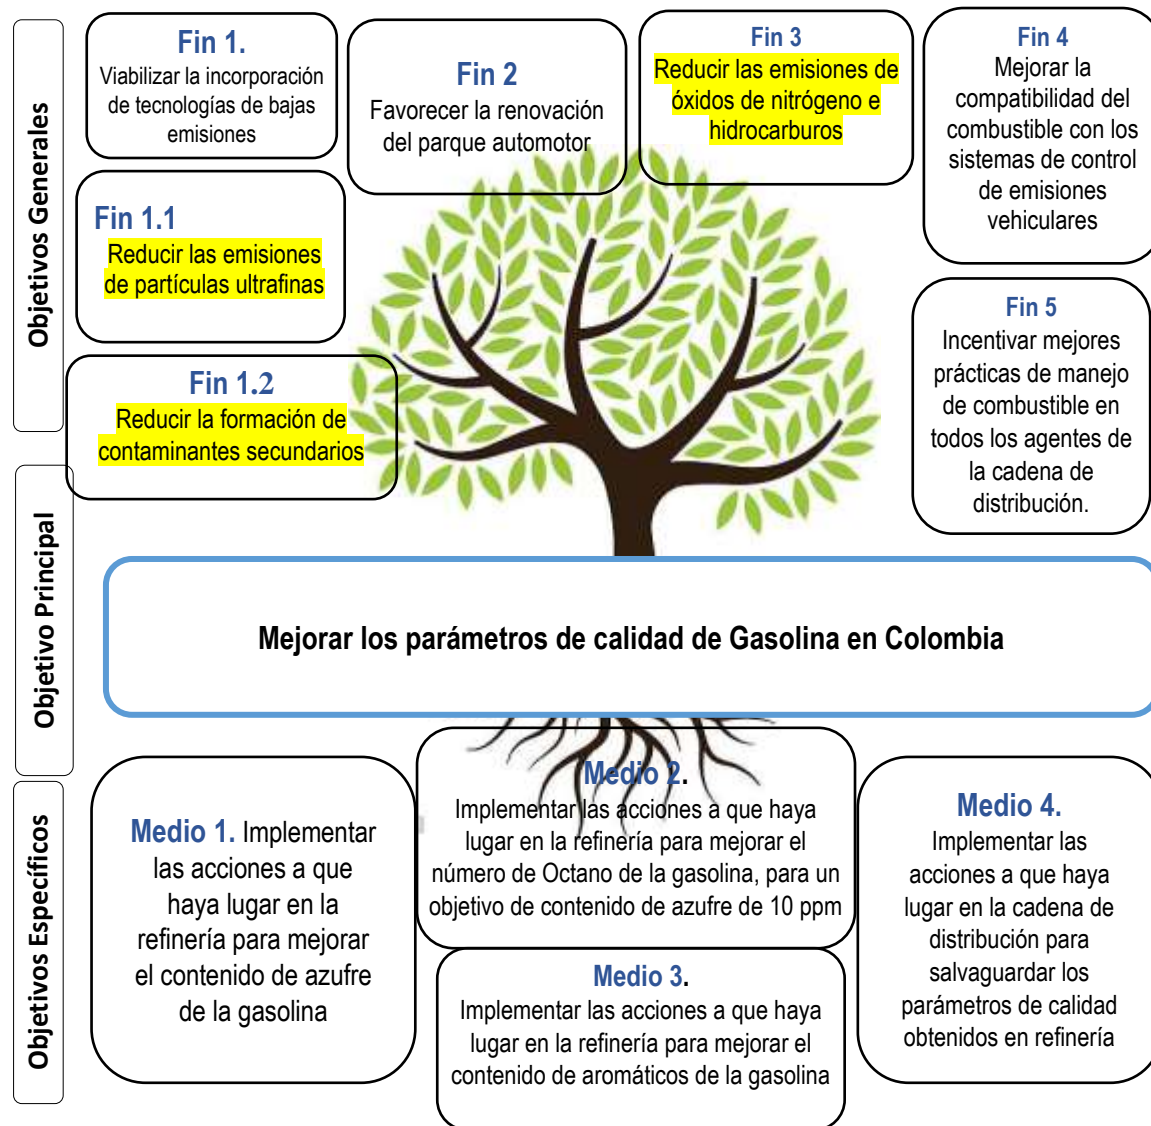 Objetivos Generales
Fin 1.
Viabilizar la incorporación
de tecnologías de bajas
emisiones
Fin 2
Favorecer la renovación
del parque automotor
Fin 3
Reducir las emisiones de
óxidos de nitrógeno e
hidrocarburos
Fin 4
Mejorar la
compatibilidad del
combustible con los
sistemas de control
de emisiones
vehiculares
Fin 1.1
Reducir las emisiones
de partículas ultrafinas
Fin 1.2
Reducir la formación de
contaminantes secundarios
Fin 5
Incentivar mejores
prácticas de manejo
de combustible en
todos los agentes de
la cadena de
distribución.
Objetivo Principal
Mejorar los parámetros de calidad de Gasolina en Colombia
Objetivos Específicos
Medio 1. Implementar
las acciones a que
haya lugar en la
refinería para mejorar
el contenido de azufre
de la gasolina
Medio 2.
Implementar las acciones a que haya
lugar en la refinería para mejorar el
número de Octano de la gasolina, para un
objetivo de contenido de azufre de 10 ppm
Medio 3.
Implementar las acciones a que haya
lugar en la refinería para mejorar el
contenido de aromáticos de la gasolina
Medio 4.
Implementar las
acciones a que haya
lugar en la cadena de
distribución para
salvaguardar los
parámetros de calidad
obtenidos en refinería